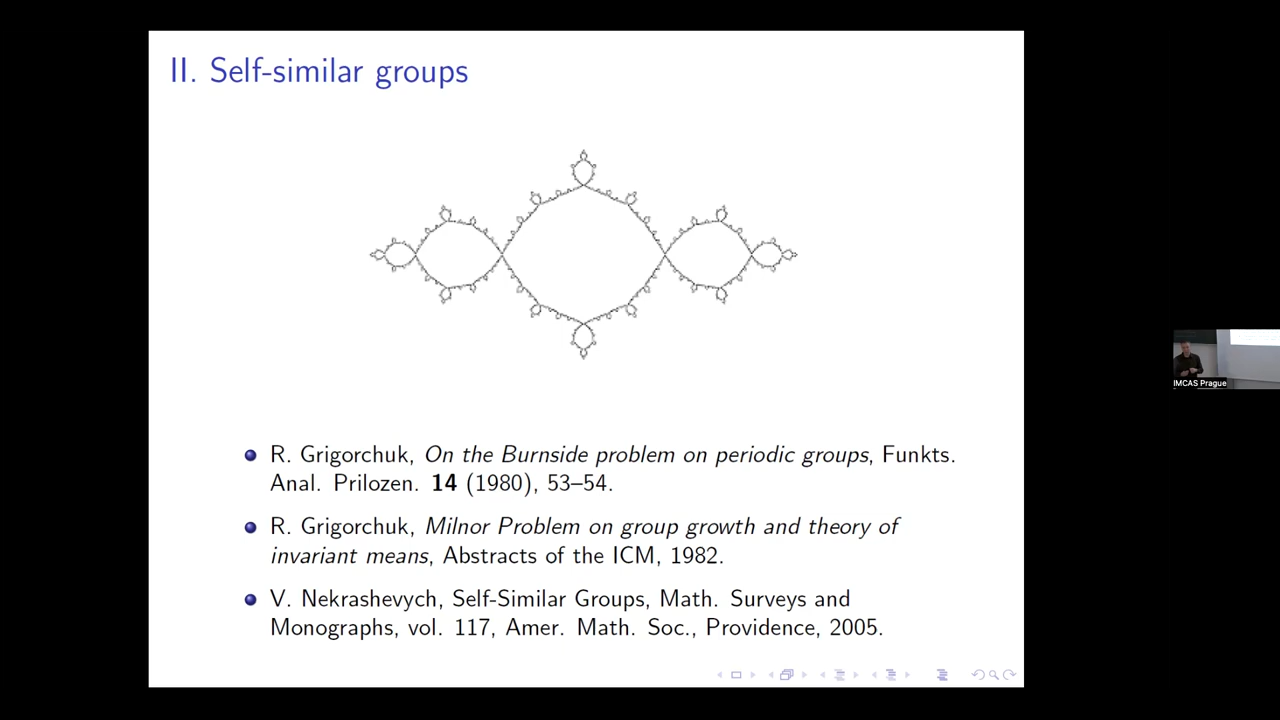 II. Self-similar groups
R. Grigorchuk, On the Burnside problem on periodic groups, Funkts.
Anal. Prilozen. 14 (1980), 53–54.
R. Grigorchuk, Milnor Problem on group growth and theory of
invariant means, Abstracts of the ICM, 1982.
V. Nekrashevych, Self-Similar Groups, Math. Surveys and
Monographs, vol. 117, Amer. Math. Soc., Providence, 2005.
IMCAS Prague